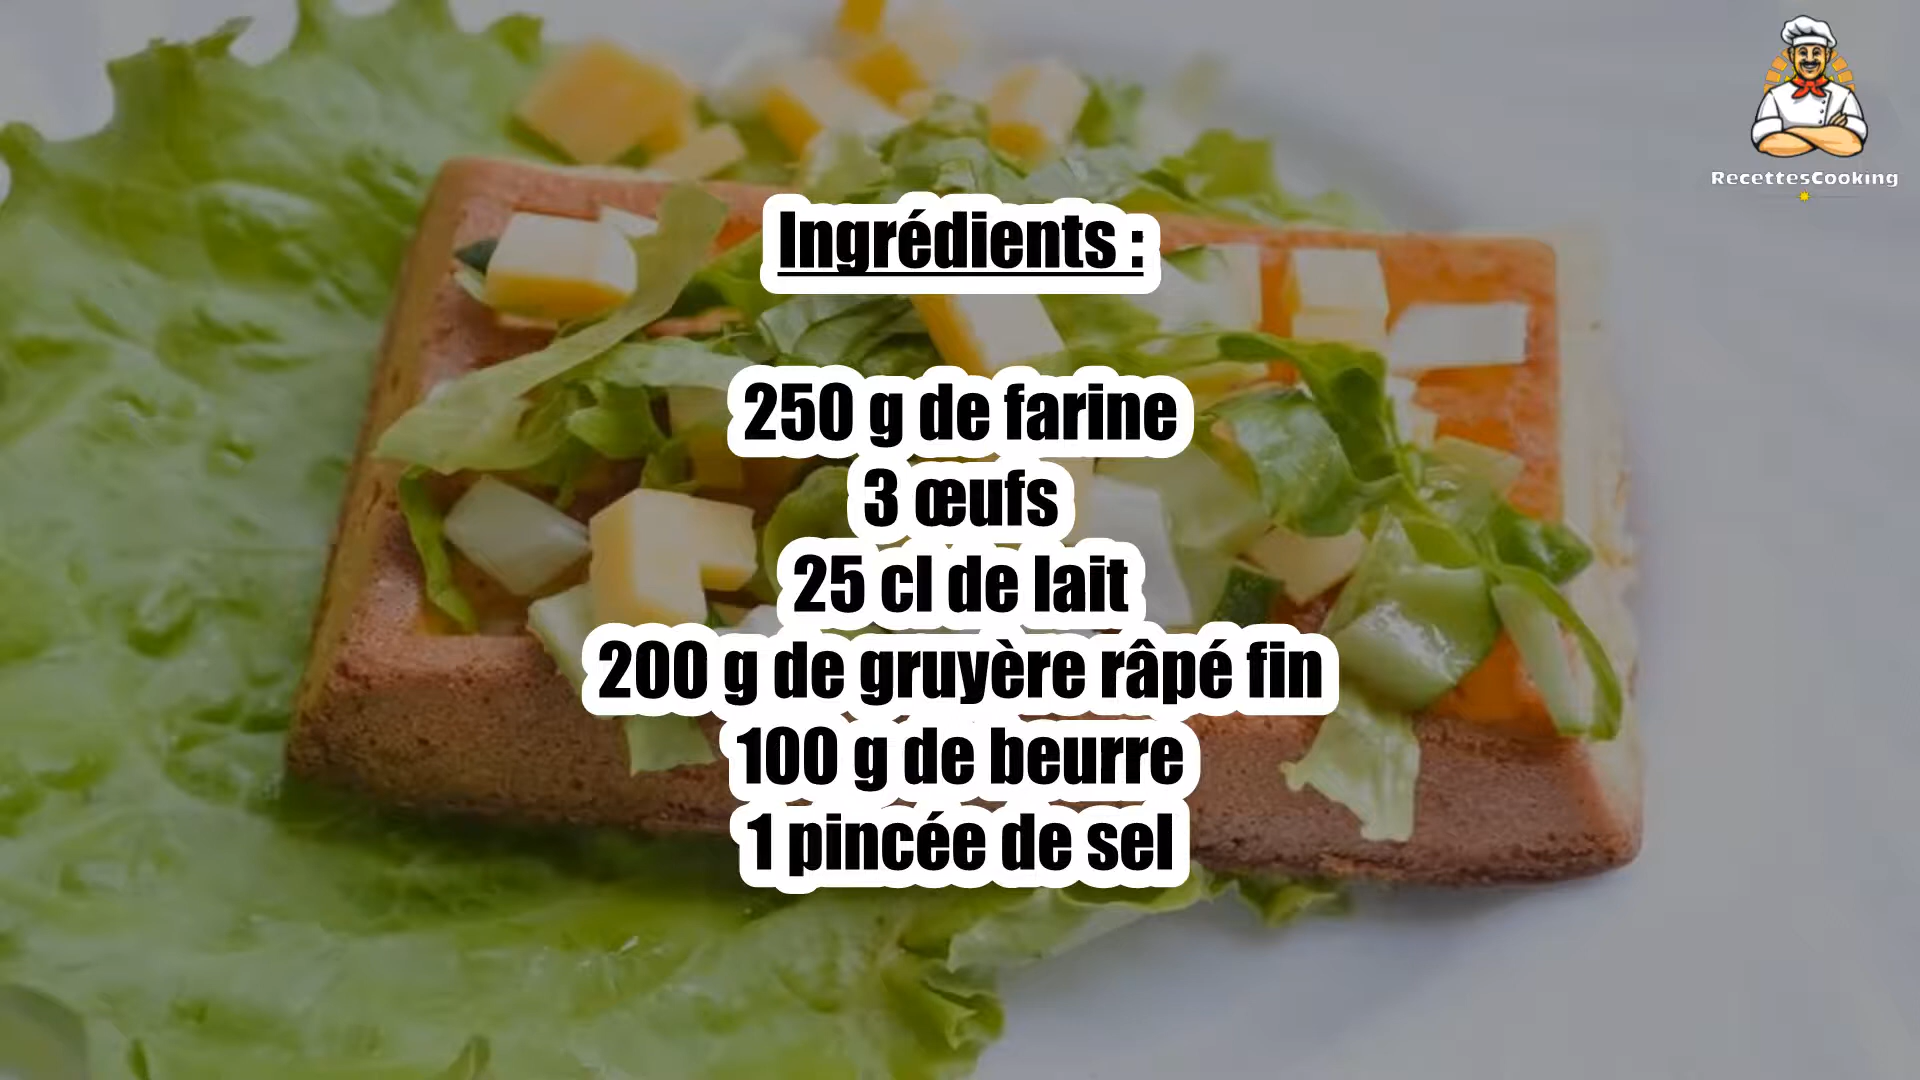 RecettesCooking
Ingrédients :
250 g de farine
3 œufs
25 cl de lait
200 g de gruyère râpé fin
100 g de beurre
1 pincée de sel